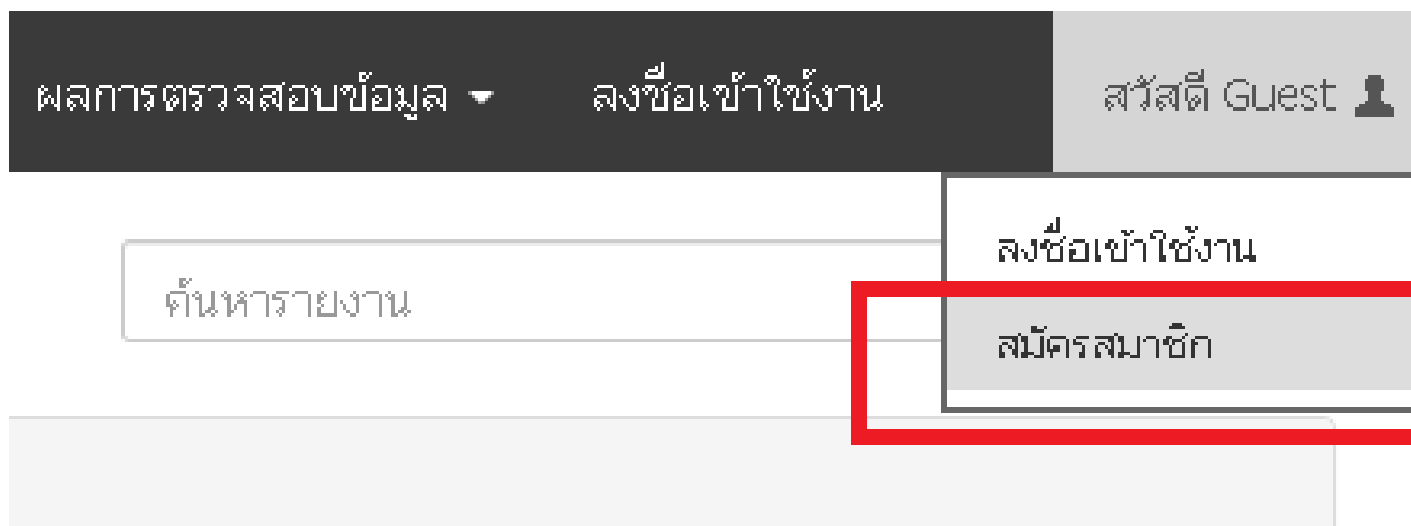 ผลการตรวจสอบข้อมูล ลงชื่อเข้าใช้งาน สวัสดี Guest
ลงชื่อเข้าใช้งาน
ค้นหารายงาน
สมัครสมาชิก